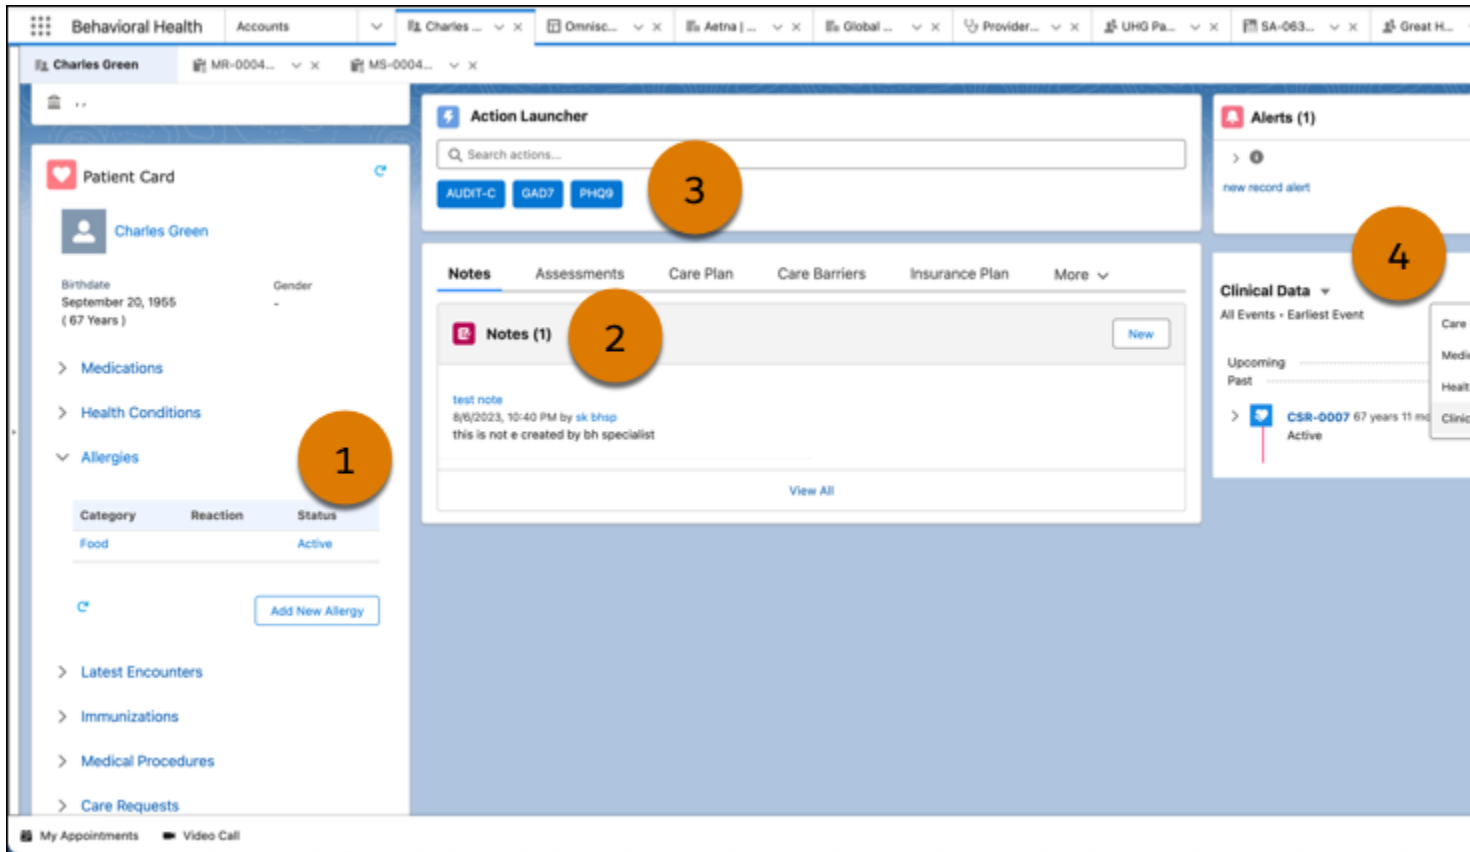 Behavioral Health
Accounts
Charles ...
Omnisc...
Aetna | ...
Global ...
Provider...
UHG Pa...
SA-063...
Great H...
Charles Green
MR-0004...
MS-0004...
, ,
Patient Card
Charles Green
Birthdate
Gender
September 20, 1955
-
( 67 Years )
Medications
Health Conditions
Allergies
1
Category Reaction Status
Food Active
Add New Allergy
Latest Encounters
Immunizations
Medical Procedures
Care Requests
Action Launcher
Search actions...
AUDIT-C GAD7 PHQ9
3
Notes Assessments Care Plan Care Barriers Insurance Plan More
Notes (1)
2
New
test note
8/6/2023, 10:40 PM by sk bhsp
this is not e created by bh specialist
View All
Alerts (1)
new record alert
4
Clinical Data
All Events • Earliest Event
Upcoming
Past
CSR-0007 67 years 11 mo
Active
Care
Medi
Healt
Clinic
My Appointments
Video Call